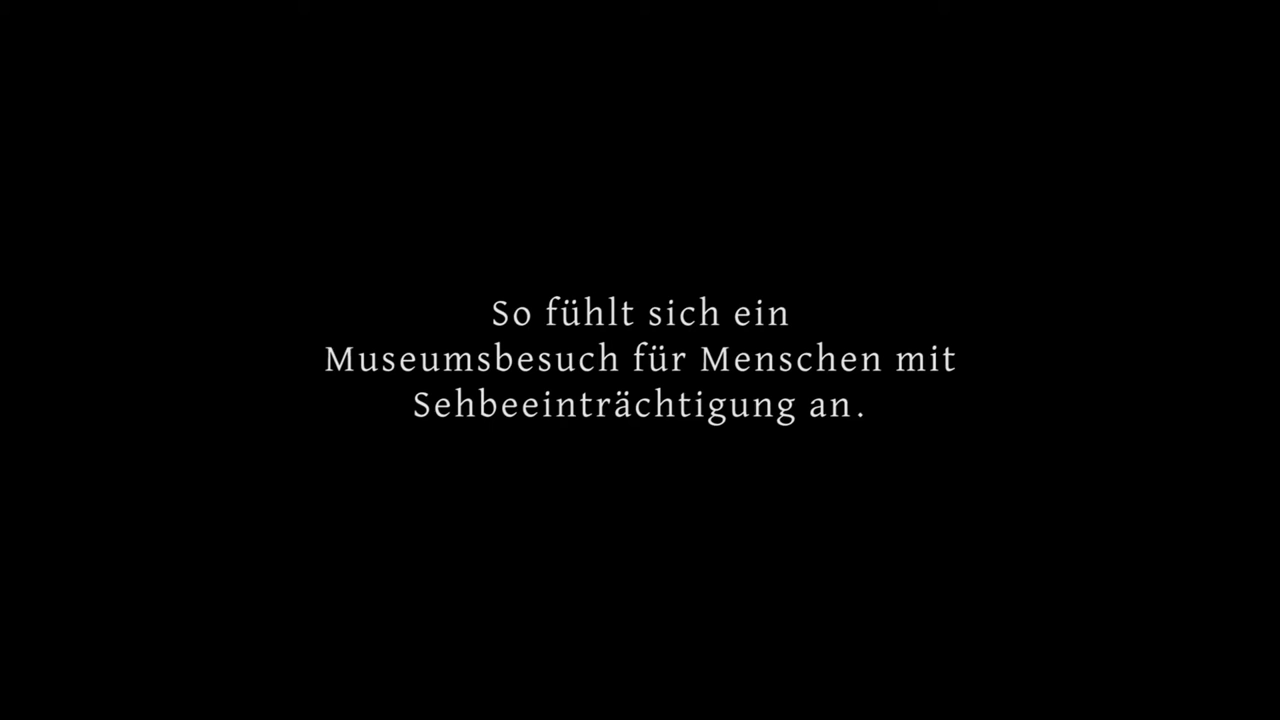 So fühlt sich ein
Museumsbesuch für Menschen mit
Sehbeeinträchtigung an.